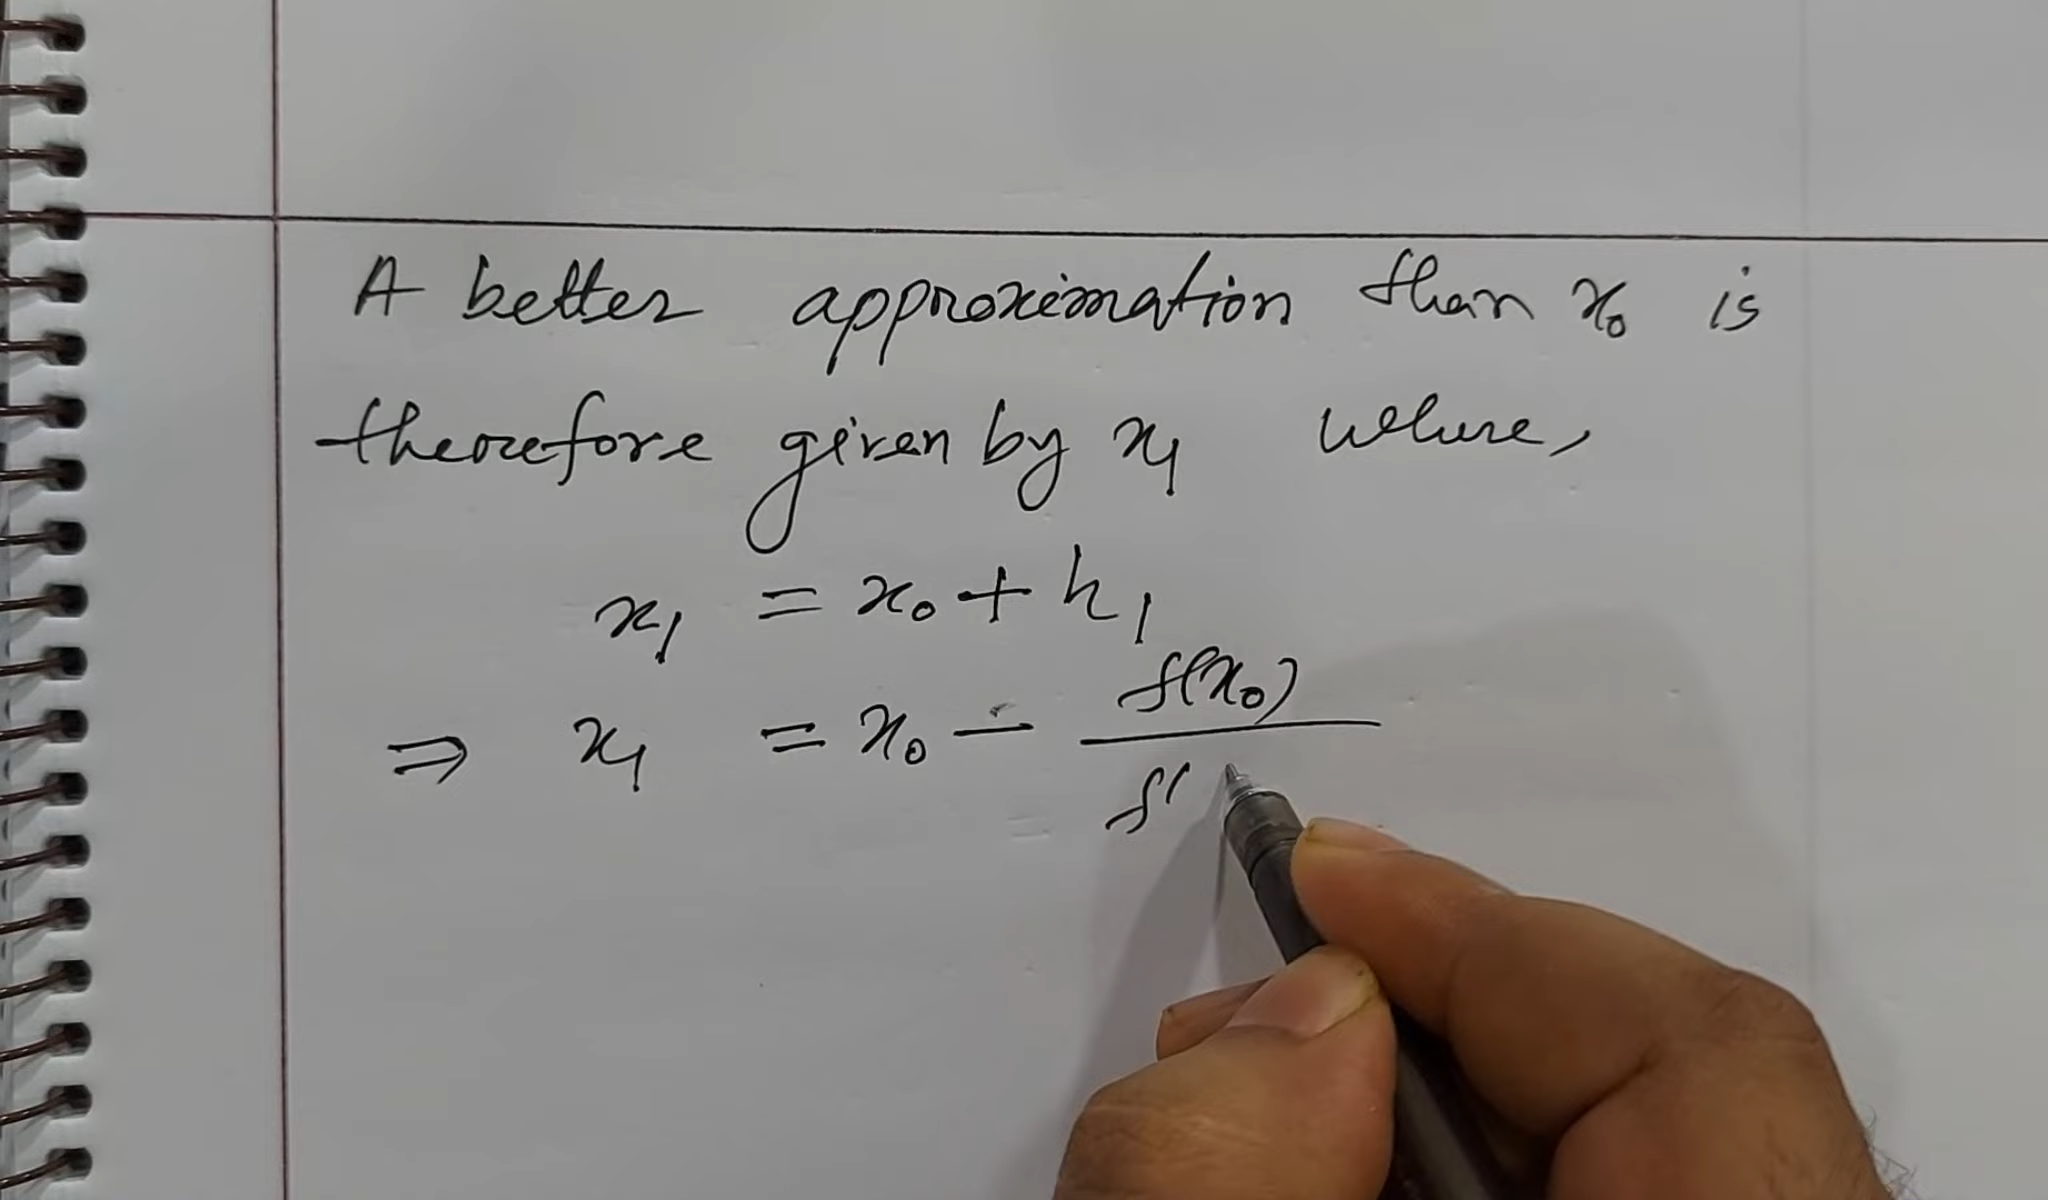 A better approximation than x₀ is
therefore given by x₁ where,
x₁ = x₀ + h₁
⇒ x₁ = x₀ - f(x₀) / f'